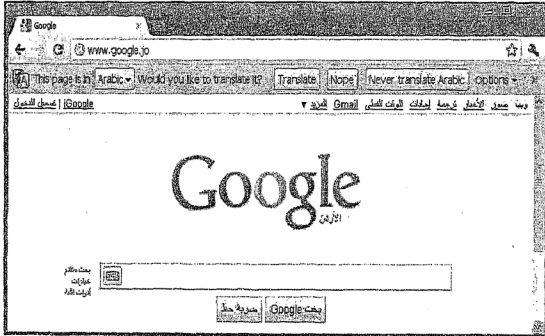 Google
www.google.jo
This page is in Arabic Would you like to translate it? Translate Nope Never translate Arabic Options
ويب صور الأخبار ترجمة إجابات الوقت الفعلي Gmail المزيد ▼
iGoogle | تسجيل الدخول
Google
الأردن
بحث متقدم
خيارات
أدوات اللغة
بحث Google ضربة حظ